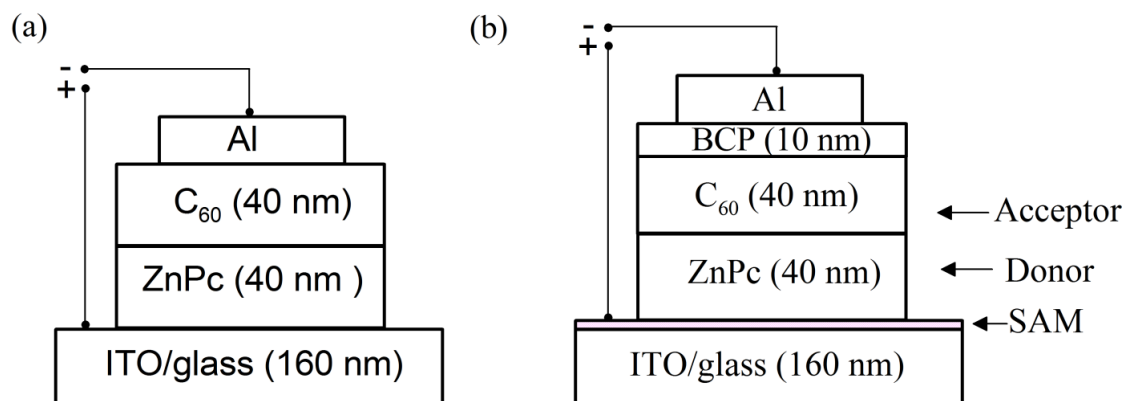 (a)
-
+
Al
C₆₀ (40 nm)
ZnPc (40 nm )
ITO/glass (160 nm)
(b)
-
+
Al
BCP (10 nm)
C₆₀ (40 nm)
Acceptor
ZnPc (40 nm)
Donor
SAM
ITO/glass (160 nm)